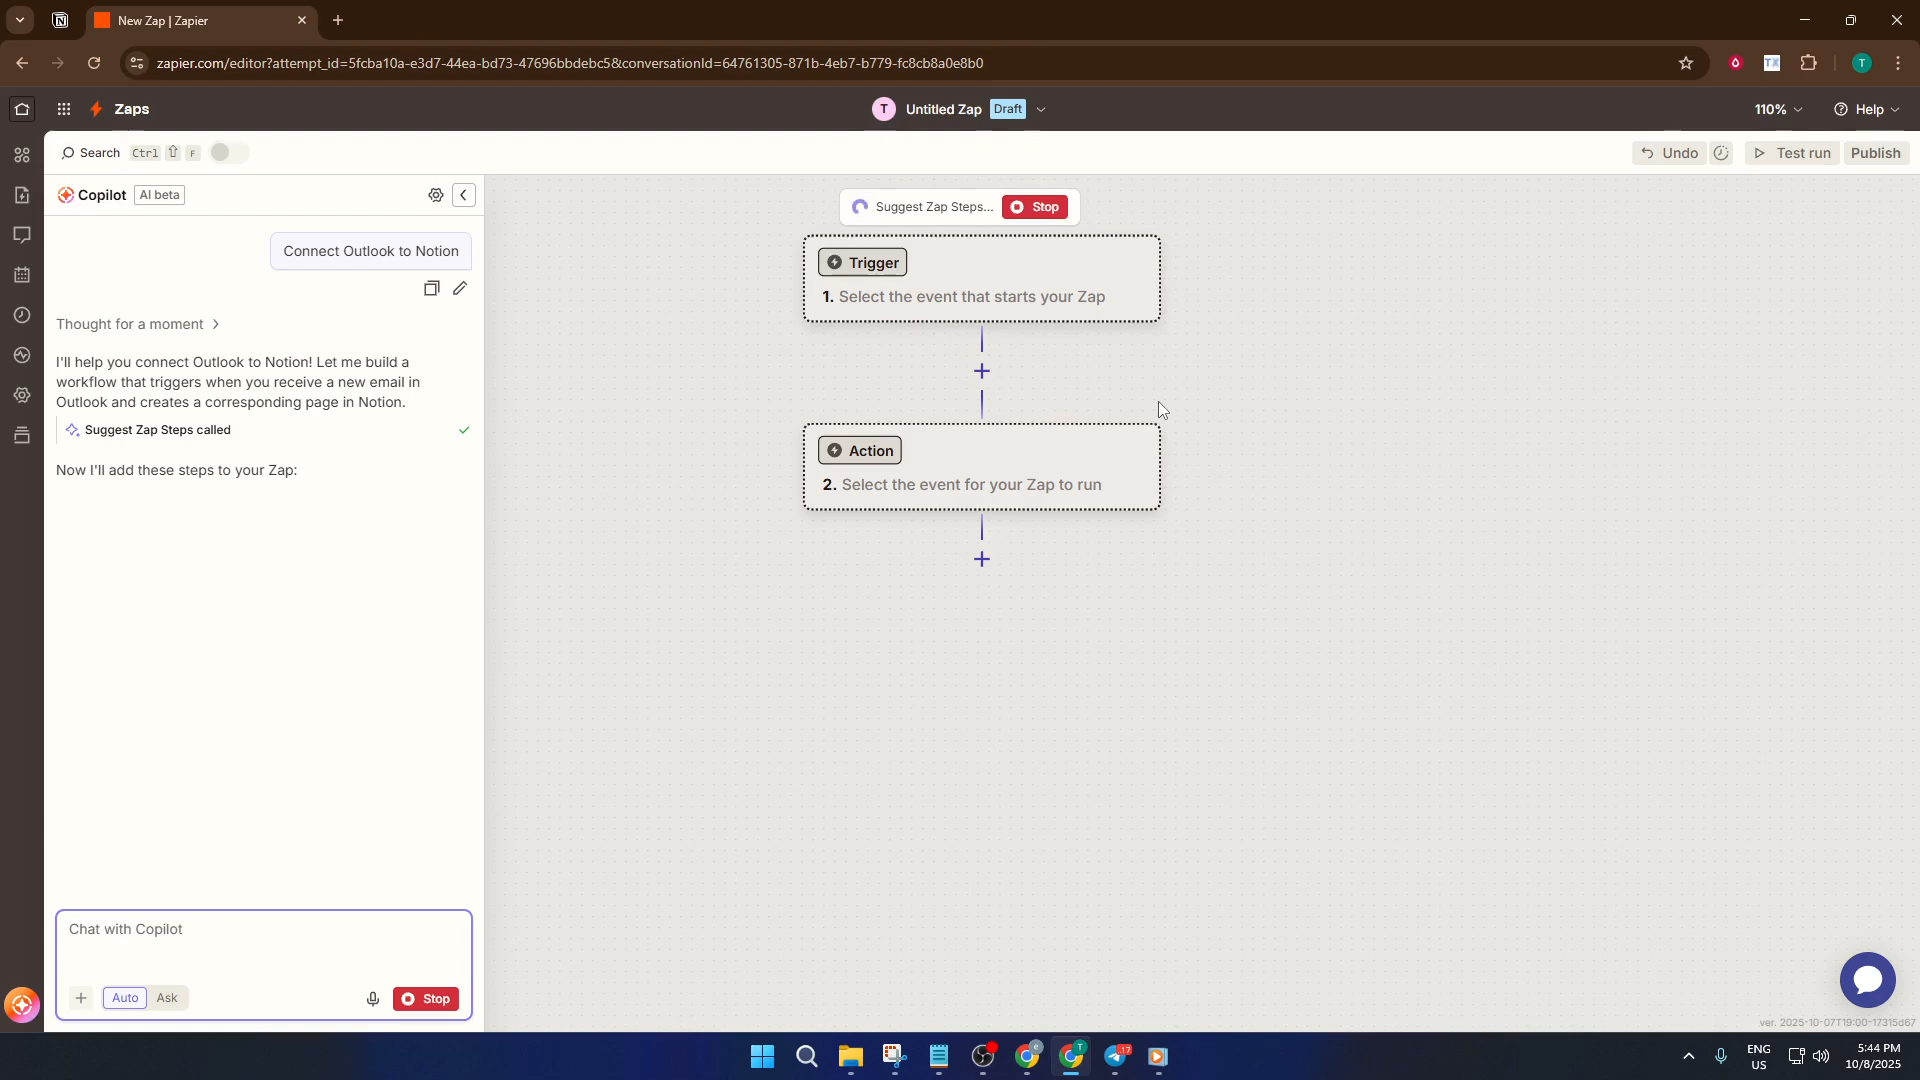 New Zap | Zapier
zapier.com/editor?attempt_id=5fcba10a-e3d7-44ea-bd73-47696bbdebc5&conversationId=64761305-871b-4eb7-b779-fc8cb8a0e8b0
T
Zaps
T Untitled Zap Draft
110%
Help
Search Ctrl ⇧ F
Undo
Test run
Publish
Copilot AI beta
Suggest Zap Steps... Stop
Connect Outlook to Notion
Trigger
1. Select the event that starts your Zap
Thought for a moment
I'll help you connect Outlook to Notion! Let me build a
workflow that triggers when you receive a new email in
Outlook and creates a corresponding page in Notion.
Suggest Zap Steps called
Now I'll add these steps to your Zap:
Action
2. Select the event for your Zap to run
Chat with Copilot
Auto Ask
Stop
ver. 2025-10-07T19:00-17315d67
ENG
US
5:44 PM
10/8/2025